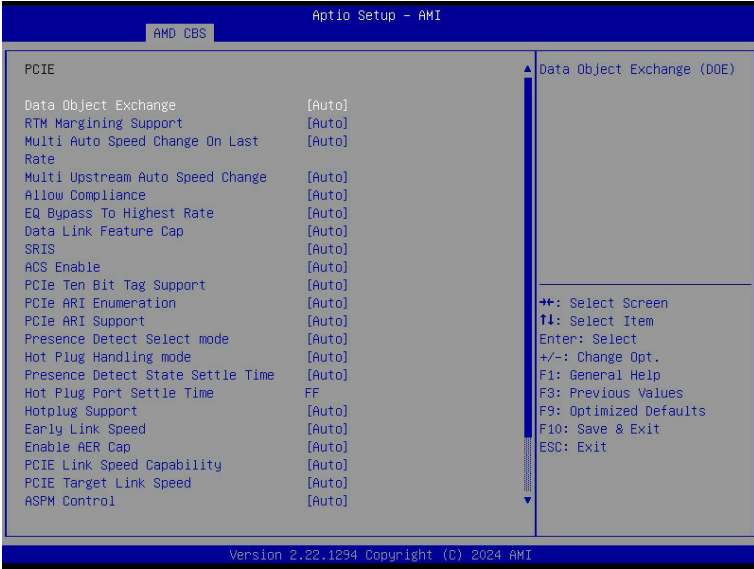 Aptio Setup – AMI
AMD CBS
PCIE
Data Object Exchange [Auto]
RTM Margining Support [Auto]
Multi Auto Speed Change On Last [Auto]
Rate
Multi Upstream Auto Speed Change [Auto]
Allow Compliance [Auto]
EQ Bypass To Highest Rate [Auto]
Data Link Feature Cap [Auto]
SRIS [Auto]
ACS Enable [Auto]
PCIe Ten Bit Tag Support [Auto]
PCIe ARI Enumeration [Auto]
PCIe ARI Support [Auto]
Presence Detect Select mode [Auto]
Hot Plug Handling mode [Auto]
Presence Detect State Settle Time [Auto]
Hot Plug Port Settle Time FF
Hotplug Support [Auto]
Early Link Speed [Auto]
Enable AER Cap [Auto]
PCIE Link Speed Capability [Auto]
PCIE Target Link Speed [Auto]
ASPM Control [Auto]
Data Object Exchange (DOE)
→←: Select Screen
↑↓: Select Item
Enter: Select
+/-: Change Opt.
F1: General Help
F3: Previous Values
F9: Optimized Defaults
F10: Save & Exit
ESC: Exit
Version 2.22.1294 Copyright (C) 2024 AMI